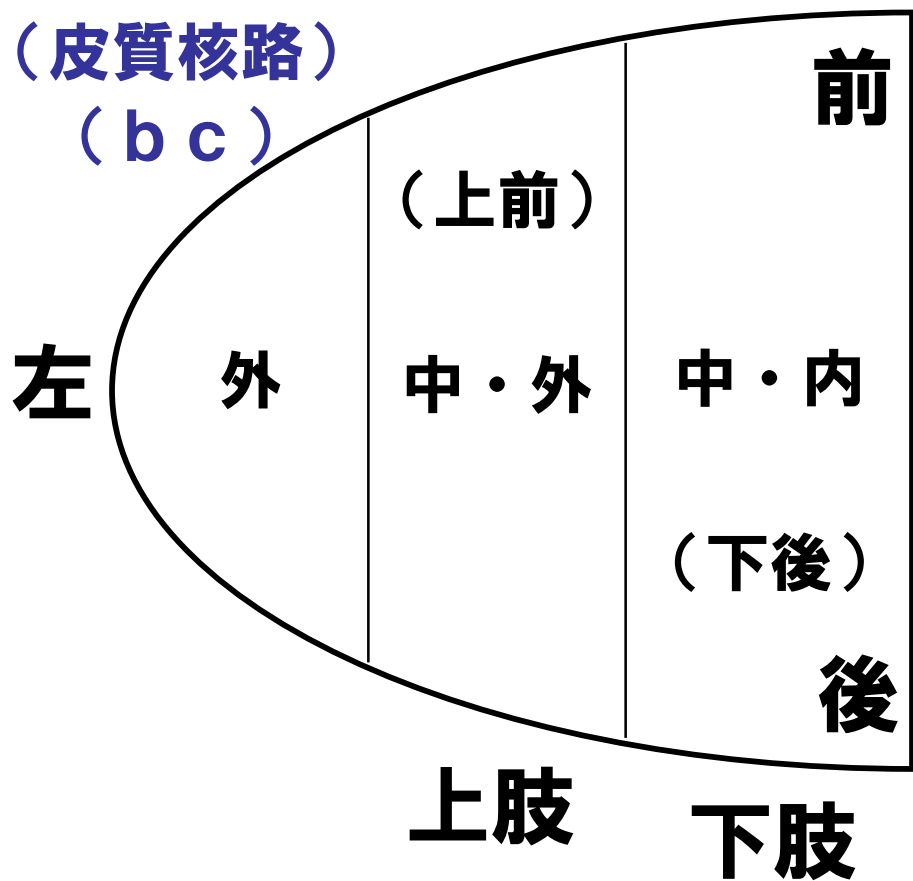 （皮質核路）
（ｂｃ）
前
（上前）
左
外
中・外
中・内
（下後）
後
上肢
下肢